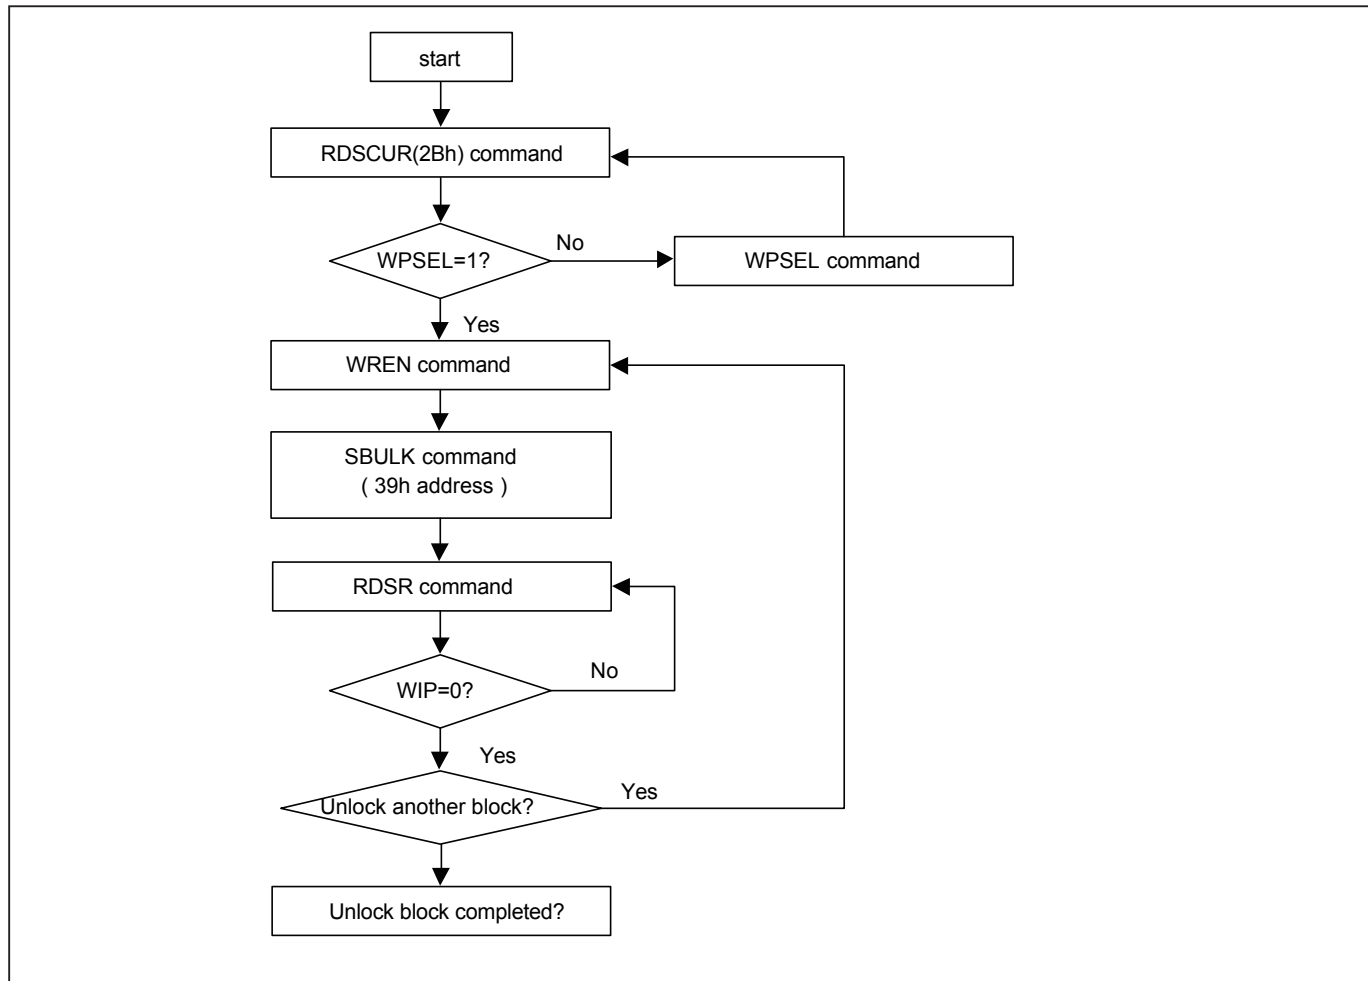 start
RDSCUR(2Bh) command
WPSEL=1?
No
WPSEL command
Yes
WREN command
SBULK command
( 39h address )
RDSR command
WIP=0?
No
Yes
Unlock another block?
Yes
Unlock block completed?